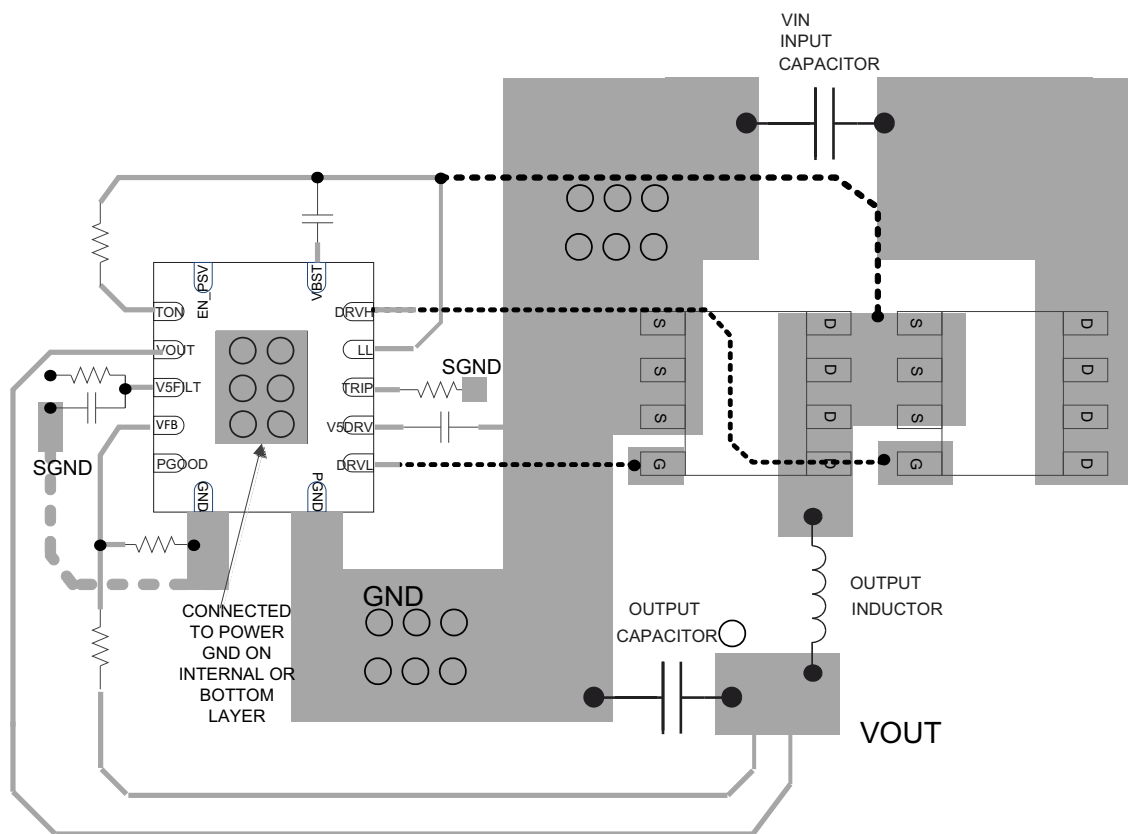 VIN
INPUT
CAPACITOR
EN_PSV
VBST
TON
DRVH
S
D
S
D
VOUT
LL
SGND
V5FILT
TRIP
S
D
S
D
VFB
V5DRV
S
D
S
D
SGND
PGOOD
DRVL
G
D
G
D
GND
PGND
OUTPUT
INDUCTOR
GND
CONNECTED
TO POWER
GND ON
INTERNAL OR
BOTTOM
LAYER
OUTPUT
CAPACITOR
VOUT